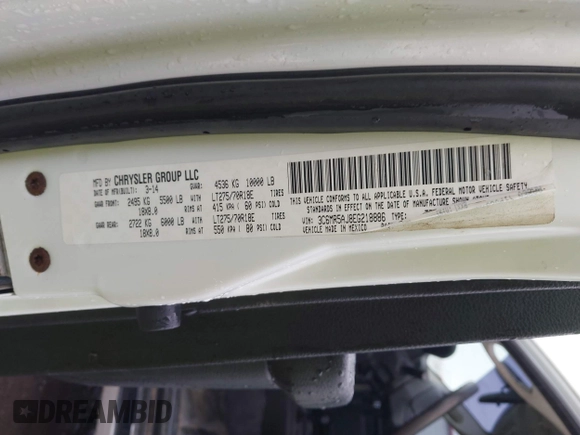 MFD BY CHRYSLER GROUP LLC
DATE OF MFR(BUILT): 3-14 GVWR: 4536 KG 10000 LB
GAWR FRONT: 2495 KG 5500 LB WITH LT275/70R18E TIRES
18X8.0 RIMS AT 415 KPA ( 60 PSI) COLD
GAWR REAR: 2722 KG 6000 LB WITH LT275/70R18E TIRES
18X8.0 RIMS AT 550 KPA ( 80 PSI) COLD
THIS VEHICLE CONFORMS TO ALL APPLICABLE U.S.A. FEDERAL MOTOR VEHICLE SAFETY
STANDARDS IN EFFECT ON THE DATE OF MANUFACTURE SHOWN ABOVE.
VIN: TYPE:
VEHICLE MADE IN MEXICO
DREAMBID